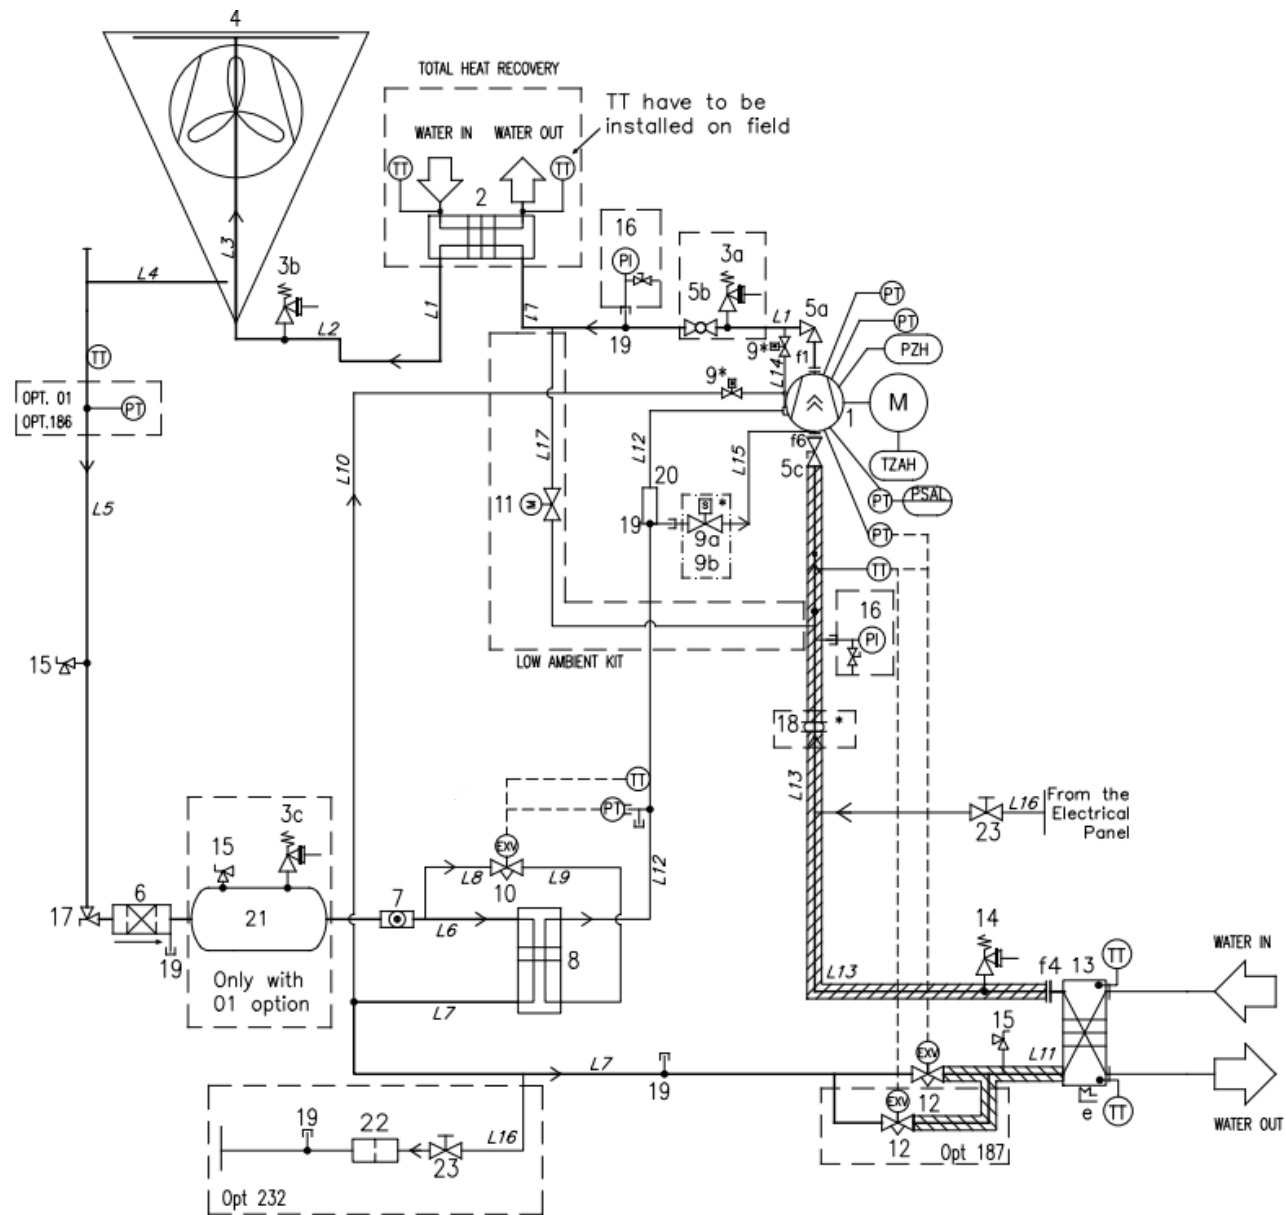 4
TOTAL HEAT RECOVERY
TT have to be
installed on field
WATER IN
WATER OUT
TT
TT
2
16
PI
3a
5b
L1
5a
PT
PT
PZH
3b
L3
L4
L2
L1
L1
19
9*
f1
L14
9*
1
M
TT
OPT. 01
OPT.186
PT
L5
L10
L17
L12
L15
f6
5c
TZAH
PT
PSAL
PT
20
11
M
19
S
*
9a
9b
TT
16
PI
LOW AMBIENT KIT
15
18
*
L13
TT
PT
L16
From the
Electrical
Panel
23
3c
15
EXV
L8
10
L9
L12
17
6
21
7
L6
8
19
Only with
01 option
L7
14
L13
f4
13
TT
WATER IN
15
L11
L7
19
EXV
12
e
TT
WATER OUT
EXV
12
Opt 187
19
22
23
L16
Opt 232